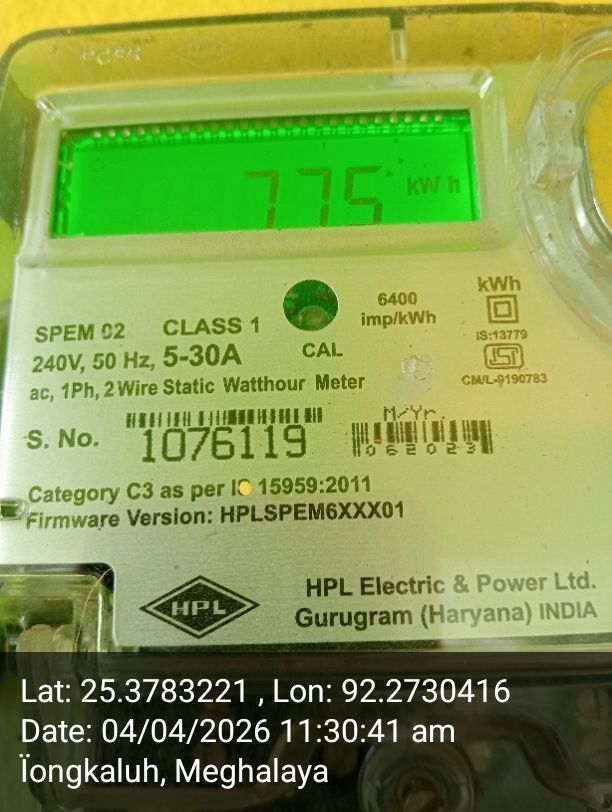 775 kWh
SPEM 02 CLASS 1
240V, 50 Hz, 5-30A
ac, 1Ph, 2 Wire Static Watthour Meter
CAL
6400
imp/kWh
kWh
IS:13779
ISI
CM/L-9190783
S. No. 1076119
M/Yr.
062023
Category C3 as per IS 15959:2011
Firmware Version: HPLSPEM6XXX01
HPL
HPL Electric & Power Ltd.
Gurugram (Haryana) INDIA
Lat: 25.3783221 , Lon: 92.2730416
Date: 04/04/2026 11:30:41 am
Ïongkaluh, Meghalaya